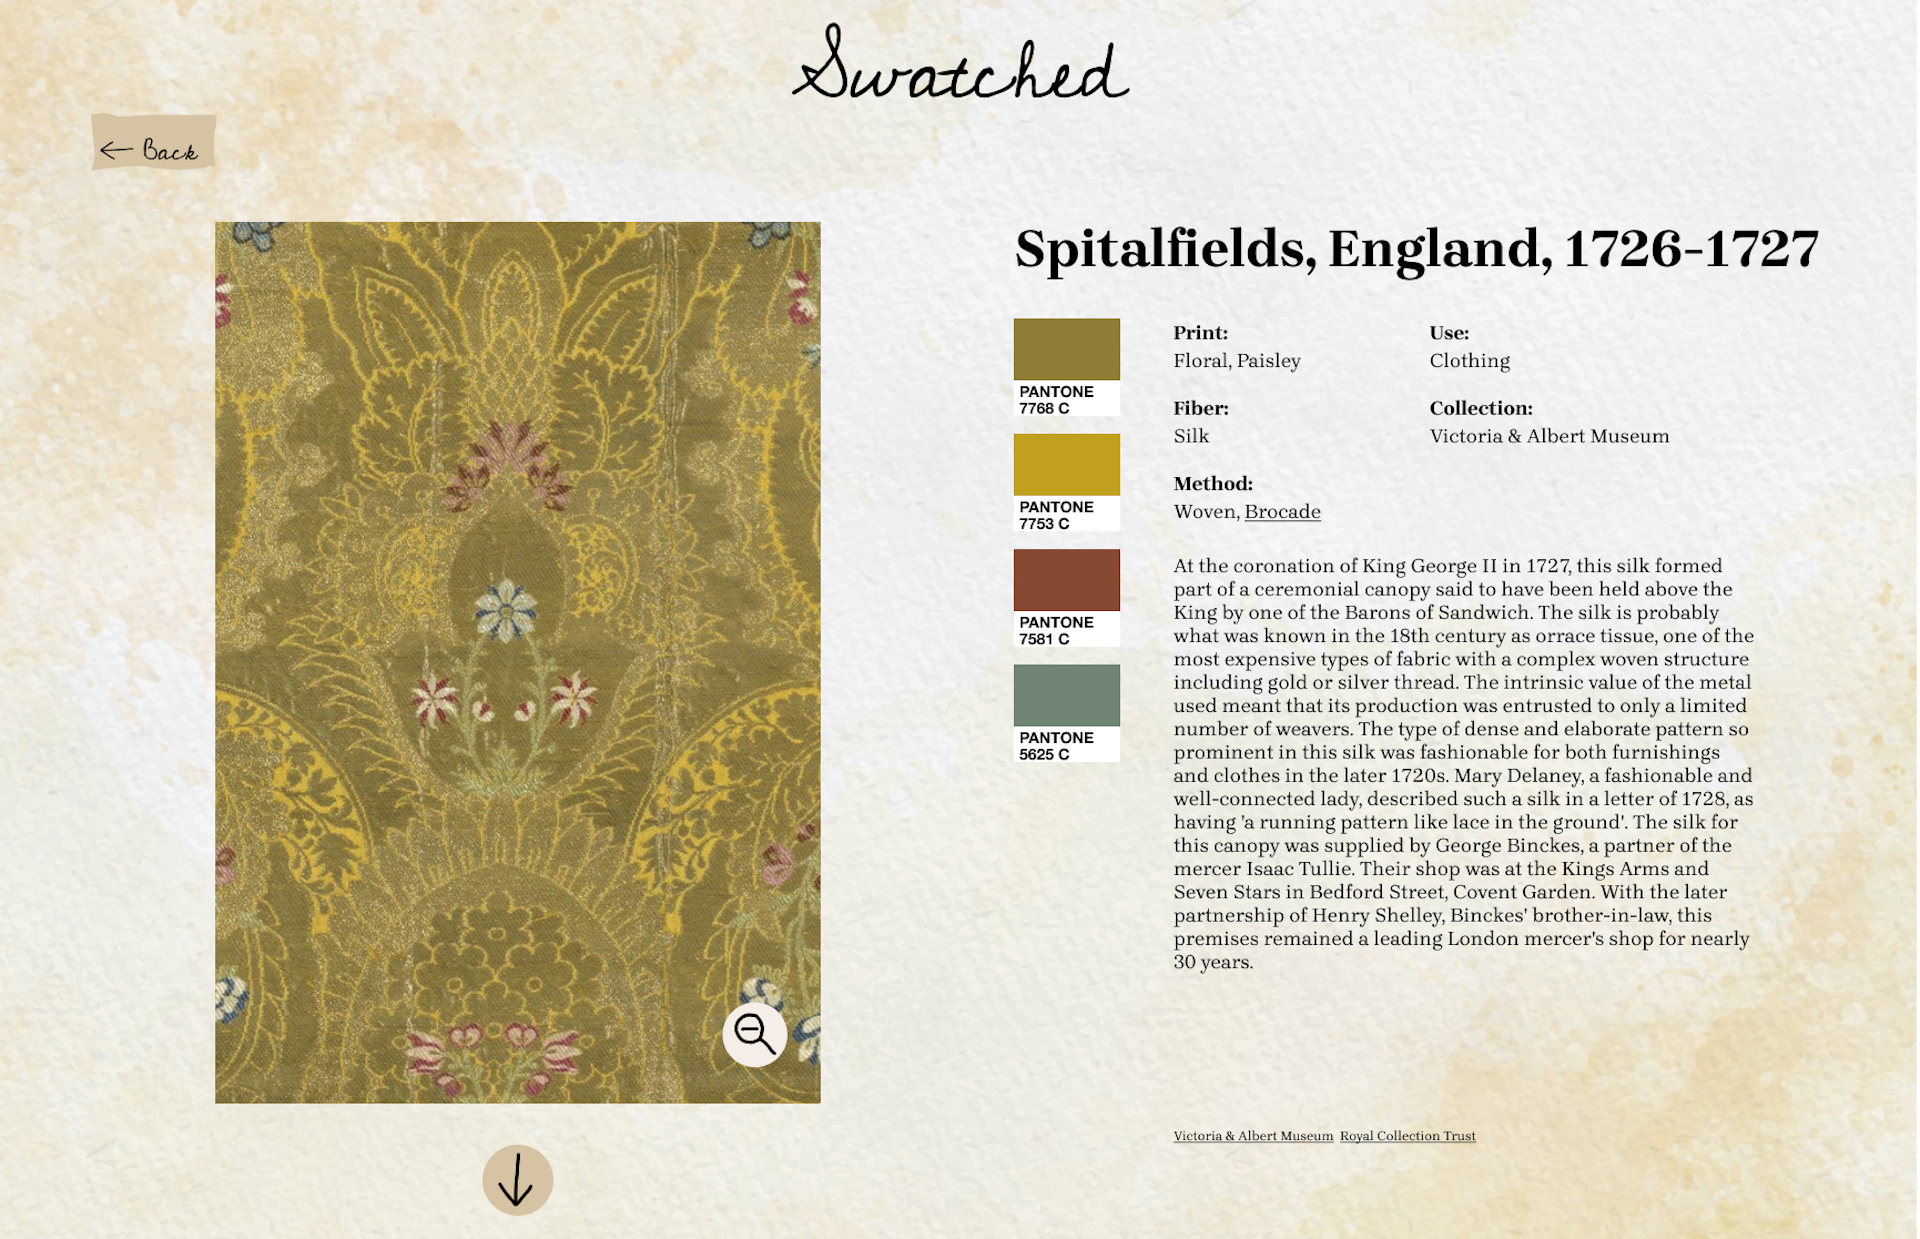 Swatched
← Back
Spitalfields, England, 1726-1727
PANTONE
7768 C
PANTONE
7753 C
PANTONE
7581 C
PANTONE
5625 C
Print:
Floral, Paisley
Use:
Clothing
Fiber:
Silk
Collection:
Victoria & Albert Museum
Method:
Woven, Brocade
At the coronation of King George II in 1727, this silk formed
part of a ceremonial canopy said to have been held above the
King by one of the Barons of Sandwich. The silk is probably
what was known in the 18th century as orrace tissue, one of the
most expensive types of fabric with a complex woven structure
including gold or silver thread. The intrinsic value of the metal
used meant that its production was entrusted to only a limited
number of weavers. The type of dense and elaborate pattern so
prominent in this silk was fashionable for both furnishings
and clothes in the later 1720s. Mary Delaney, a fashionable and
well-connected lady, described such a silk in a letter of 1728, as
having 'a running pattern like lace in the ground'. The silk for
this canopy was supplied by George Binckes, a partner of the
mercer Isaac Tullie. Their shop was at the Kings Arms and
Seven Stars in Bedford Street, Covent Garden. With the later
partnership of Henry Shelley, Binckes' brother-in-law, this
premises remained a leading London mercer's shop for nearly
30 years.
Victoria & Albert Museum Royal Collection Trust